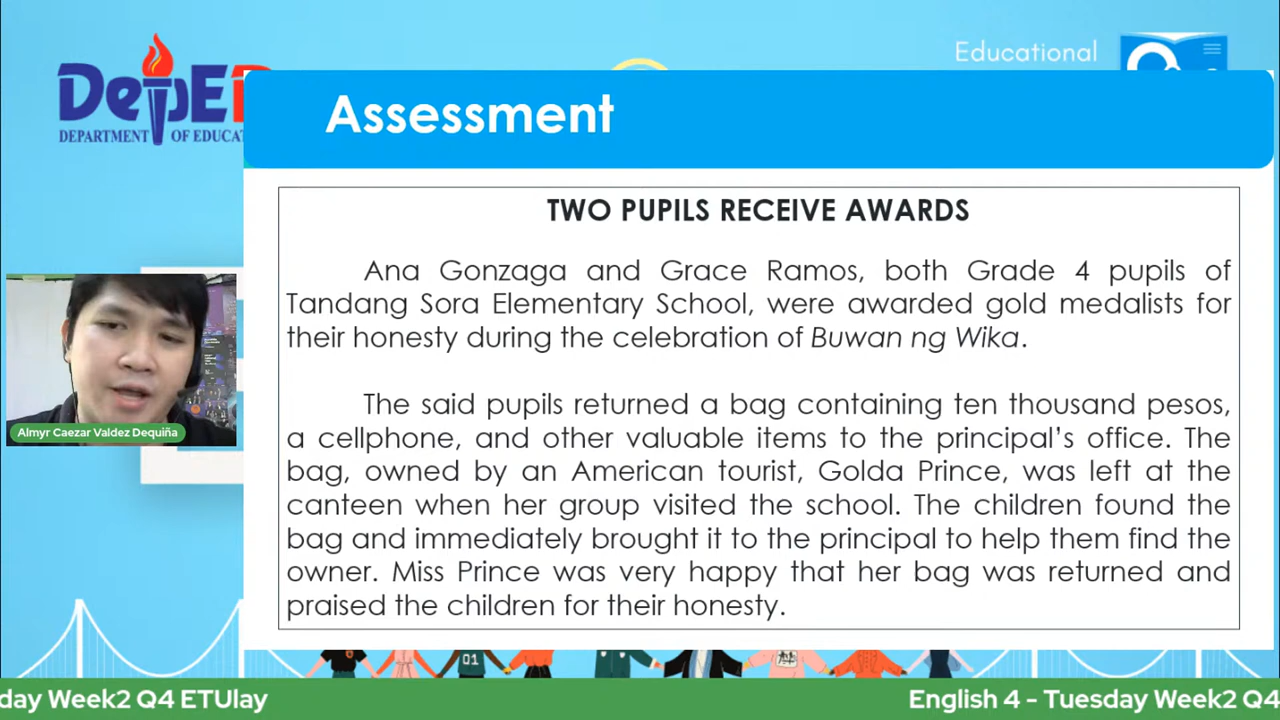 DepED
DEPARTMENT OF EDUCA
Educational
Assessment
TWO PUPILS RECEIVE AWARDS
Ana Gonzaga and Grace Ramos, both Grade 4 pupils of
Tandang Sora Elementary School, were awarded gold medalists for
their honesty during the celebration of Buwan ng Wika.
The said pupils returned a bag containing ten thousand pesos,
a cellphone, and other valuable items to the principal's office. The
bag, owned by an American tourist, Golda Prince, was left at the
canteen when her group visited the school. The children found the
bag and immediately brought it to the principal to help them find the
owner. Miss Prince was very happy that her bag was returned and
praised the children for their honesty.
Almyr Caezar Valdez Dequiña
01
day Week2 Q4 ETUlay
English 4 - Tuesday Week2 Q4